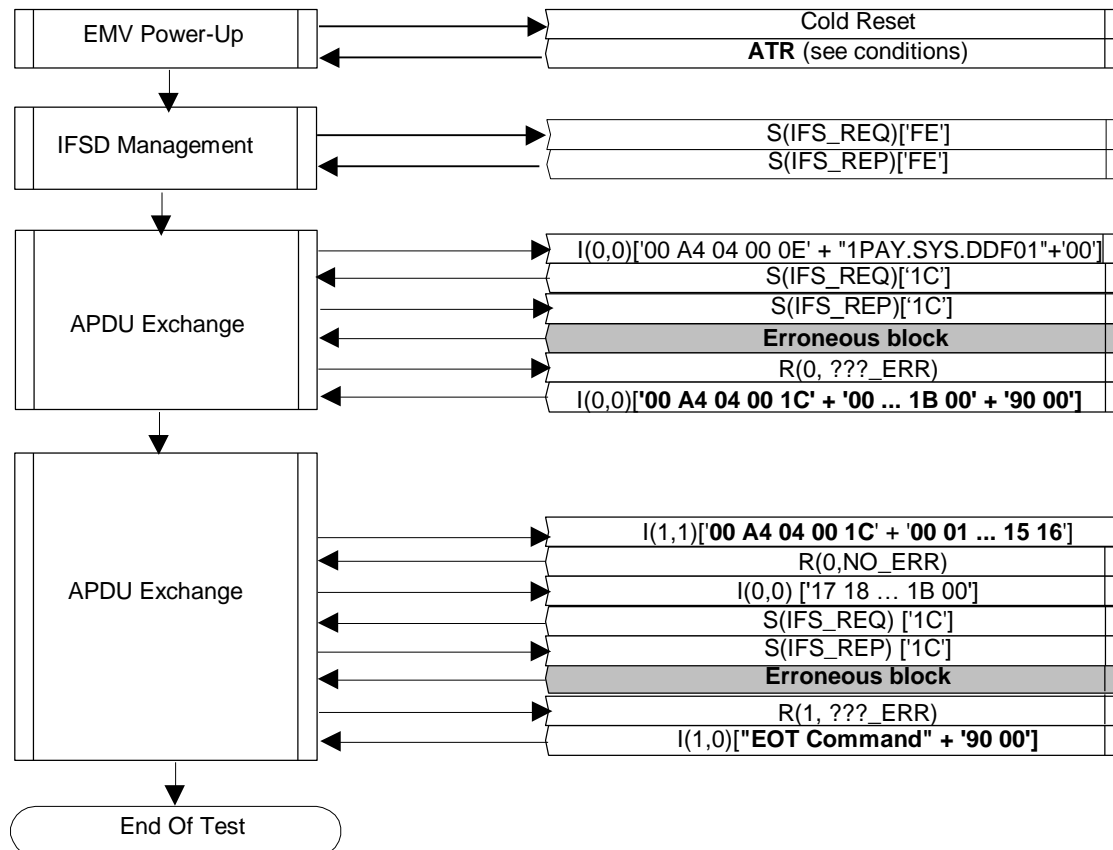 EMV Power-Up
Cold Reset
ATR (see conditions)
IFSD Management
S(IFS_REQ)['FE']
S(IFS_REP)['FE']
APDU Exchange
I(0,0)['00 A4 04 00 0E' + "1PAY.SYS.DDF01"+'00']
S(IFS_REQ)[‘1C’]
S(IFS_REP)[‘1C’]
Erroneous block
R(0, ???_ERR)
I(0,0)['00 A4 04 00 1C' + '00 ... 1B 00' + '90 00']
APDU Exchange
I(1,1)['00 A4 04 00 1C' + '00 01 ... 15 16']
R(0,NO_ERR)
I(0,0) ['17 18 … 1B 00']
S(IFS_REQ) ['1C']
S(IFS_REP) ['1C']
Erroneous block
R(1, ???_ERR)
I(1,0)["EOT Command" + '90 00']
End Of Test